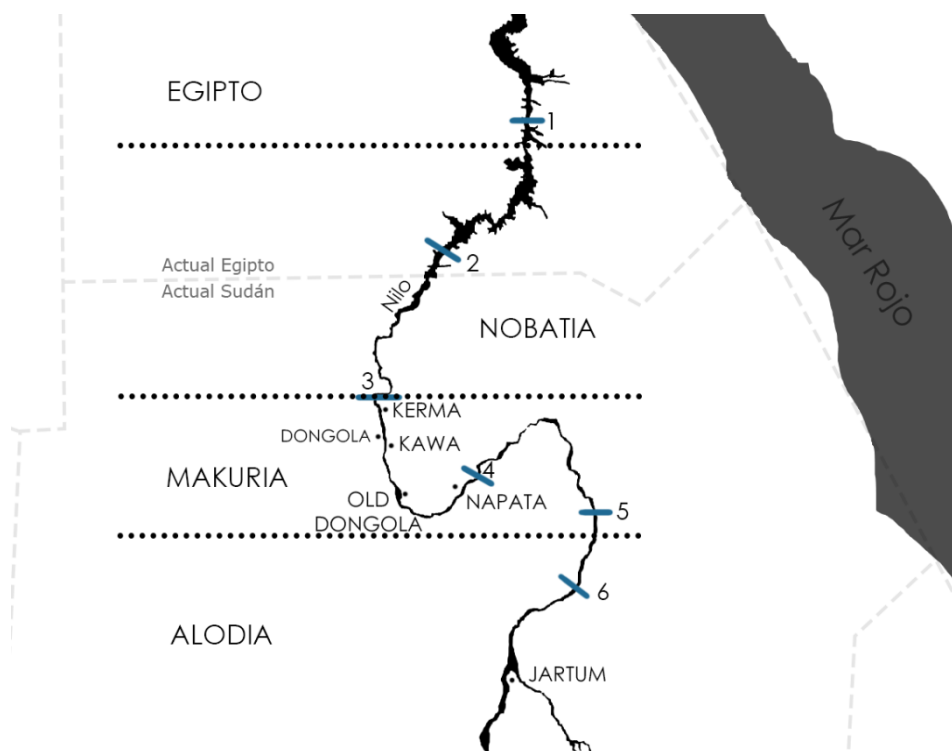 EGIPTO
1
Mar Rojo
2
Actual Egipto
Actual Sudán
Nilo
NOBATIA
3
KERMA
DONGOLA
KAWA
MAKURIA
4
OLD
DONGOLA
NAPATA
5
6
ALODIA
JARTUM